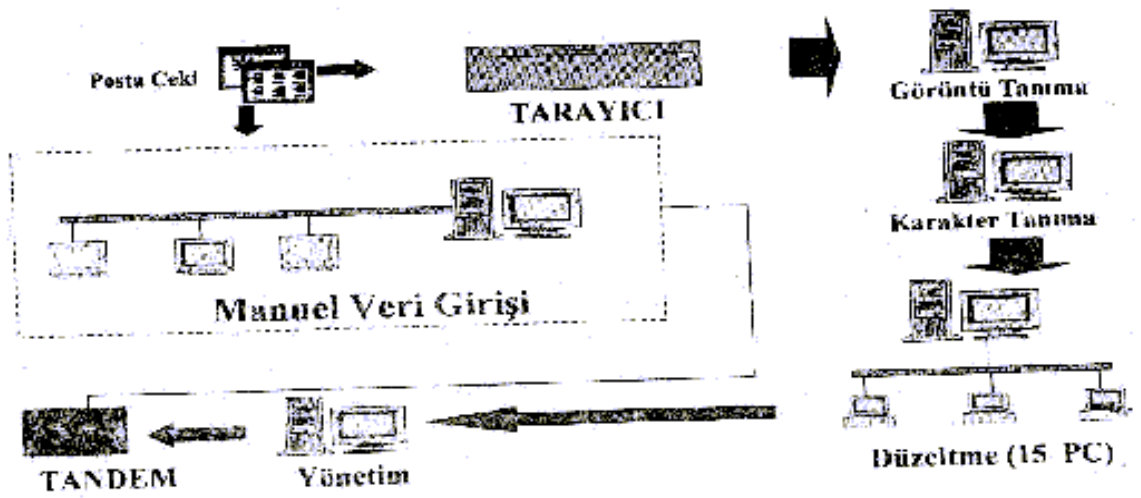 Posta Çeki
TARAYICI
Görüntü Tanıma
Karakter Tanıma
Manuel Veri Girişi
Düzeltme (15 PC)
Yönetim
TANDEM